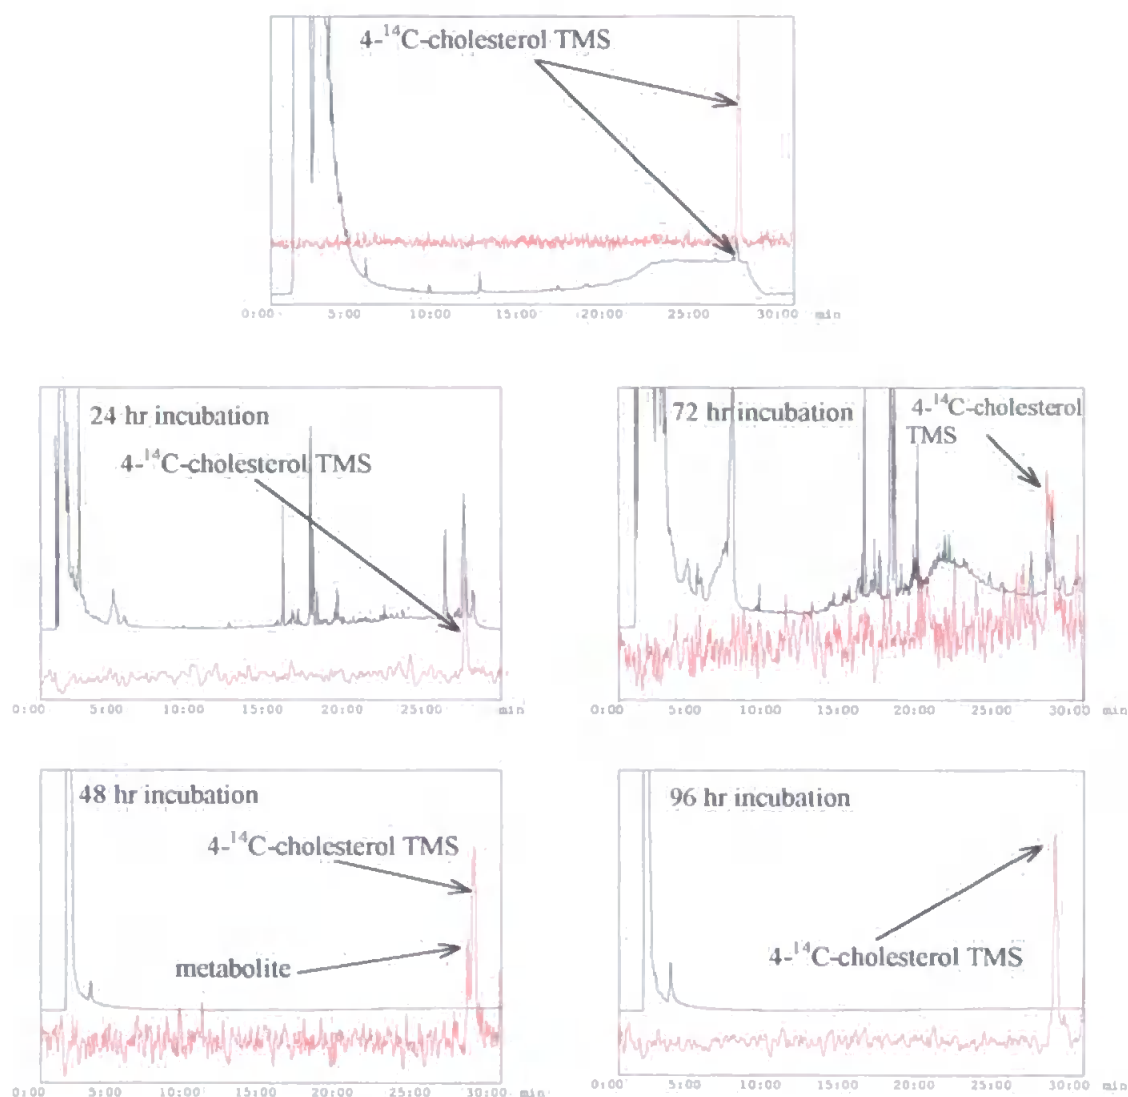 4-¹⁴C-cholesterol TMS
0:00 5:00 10:00 15:00 20:00 25:00 30:00 min
24 hr incubation
4-¹⁴C-cholesterol TMS
0:00 5:00 10:00 15:00 20:00 25:00 min
72 hr incubation
4-¹⁴C-cholesterol
TMS
0:00 5:00 10:00 15:00 20:00 25:00 30:00 min
48 hr incubation
4-¹⁴C-cholesterol TMS
metabolite
0:00 5:00 10:00 15:00 20:00 25:00 30:00 min
96 hr incubation
4-¹⁴C-cholesterol TMS
0:00 5:00 10:00 15:00 20:00 25:00 30:00 min